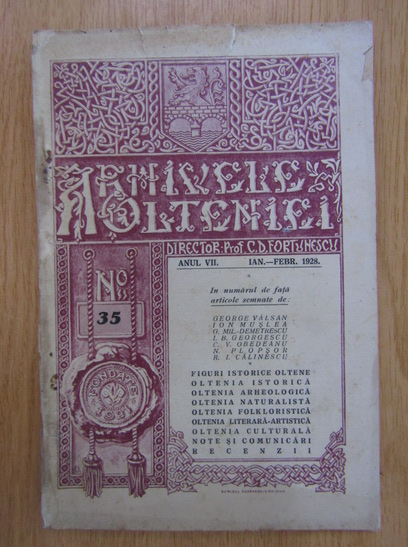 ARHIVELE
OLTENIEI
DIRECTOR: Prof. C.D. FORTUNESCU
ANUL VII. IAN.—FEBR. 1928.
No
35
In numărul de față
articole semnate de:
GEORGE VÂLSAN
ION MUȘLEA
G. MIL.-DEMETRESCU
I. B. GEORGESCU
C. V. OBEDEANU
N. PLOPȘOR
R. I. CĂLINESCU
FIGURI ISTORICE OLTENE
OLTENIA ISTORICĂ
OLTENIA ARHEOLOGICĂ
OLTENIA NATURALISTĂ
OLTENIA FOLKLORISTICĂ
OLTENIA LITERARĂ-ARTISTICĂ
OLTENIA CULTURALĂ
NOTE ȘI COMUNICĂRI
RECENZII
FONDATE